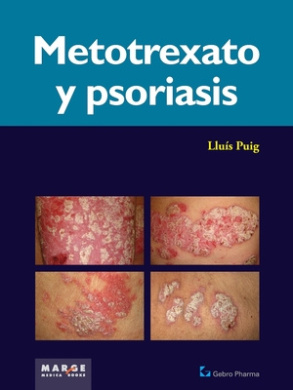 Metotrexato
y psoriasis
Lluís Puig
MARGE
MEDICA BOOKS
Gebro Pharma